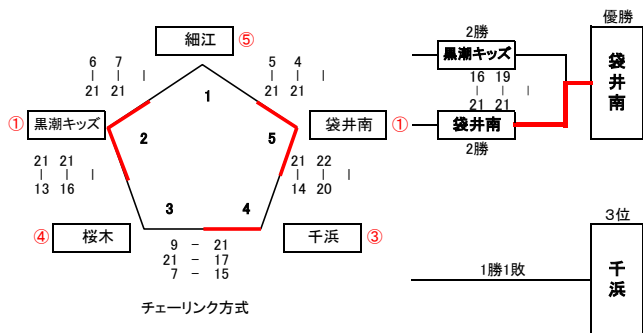 優勝
細江 ⑤
2勝
6 7
| | |
21 21
5 4
| | |
21 21
黒潮キッズ
袋井南
1
16 19
| | |
21 21
① 黒潮キッズ
2
5
袋井南 ①
袋井南
2勝
21 21
| | |
13 16
21 22
| | |
14 20
3
4
④ 桜木
千浜 ③
3位
9 － 21
21 － 17
7 － 15
千浜
1勝1敗
チェーリンク方式